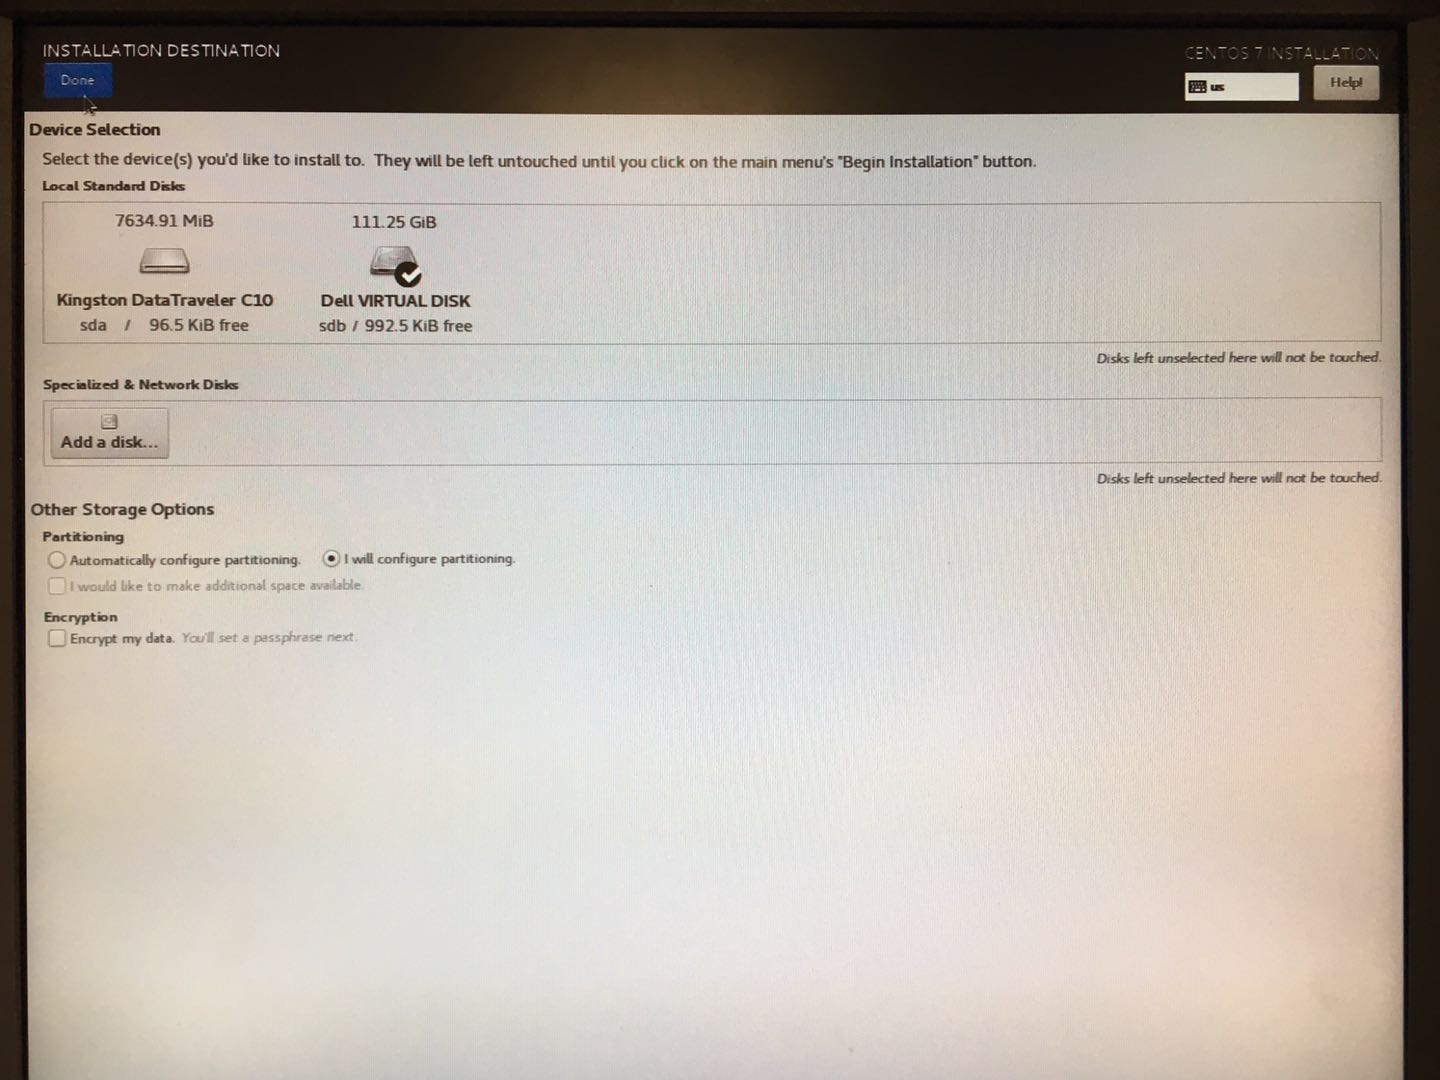 INSTALLATION DESTINATION
CENTOS 7 INSTALLATION
Done
us
Help!
Device Selection
Select the device(s) you'd like to install to. They will be left untouched until you click on the main menu's "Begin Installation" button.
Local Standard Disks
7634.91 MiB
111.25 GiB
Kingston DataTraveler C10
Dell VIRTUAL DISK
sda / 96.5 KiB free
sdb / 992.5 KiB free
Disks left unselected here will not be touched.
Specialized & Network Disks
Add a disk...
Disks left unselected here will not be touched.
Other Storage Options
Partitioning
Automatically configure partitioning. I will configure partitioning.
I would like to make additional space available.
Encryption
Encrypt my data. You'll set a passphrase next.